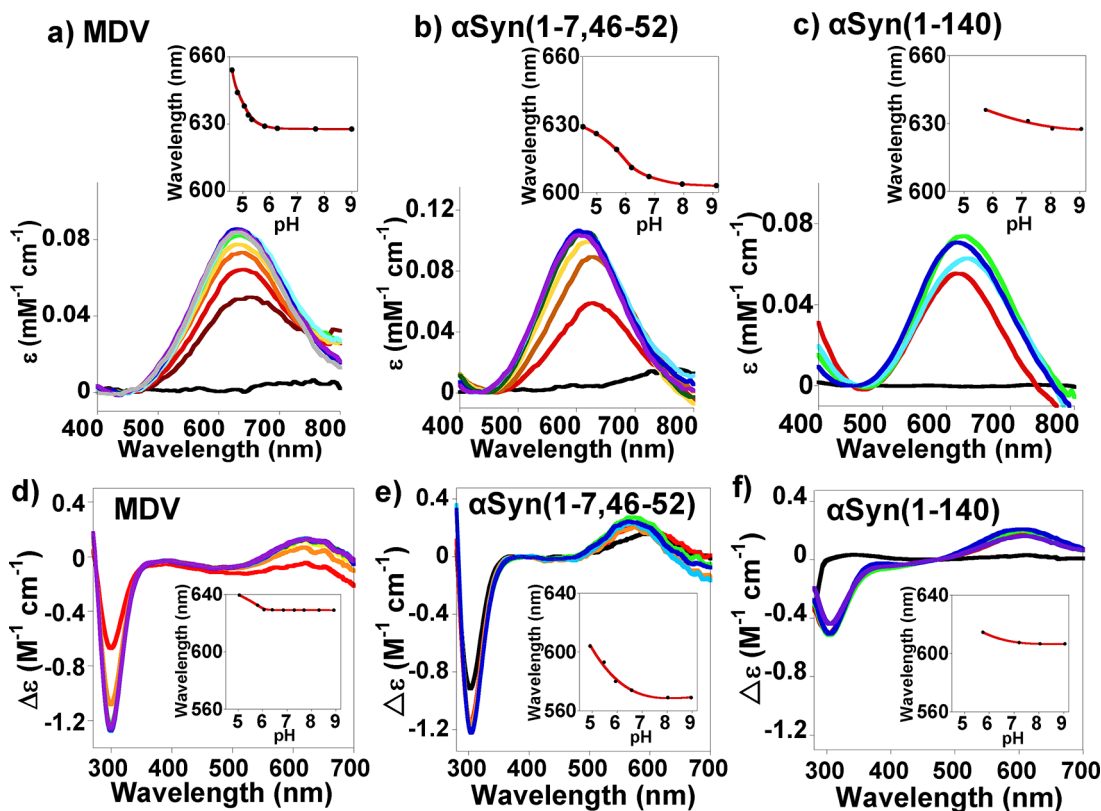 a) MDV
b) αSyn(1-7,46-52)
c) αSyn(1-140)
Wavelength (nm)
660
630
600
5 6 7 8 9
pH
Wavelength (nm)
660
630
600
5 6 7 8 9
pH
Wavelength (nm)
660
630
600
5 6 7 8 9
pH
ε (mM⁻¹ cm⁻¹)
0.08
0.04
0
400 500 600 700 800
Wavelength (nm)
ε (mM⁻¹ cm⁻¹)
0.12
0.08
0.04
0
400 500 600 700 800
Wavelength (nm)
ε (mM⁻¹ cm⁻¹)
0.08
0.04
0
400 500 600 700 800
Wavelength (nm)
d) MDV
e) αSyn(1-7,46-52)
f) αSyn(1-140)
Δε (M⁻¹ cm⁻¹)
0.4
0
-0.4
-0.8
-1.2
300 400 500 600 700
Wavelength (nm)
Wavelength (nm)
640
600
560
5 6 7 8 9
pH
Δε (M⁻¹ cm⁻¹)
0.4
0
-0.4
-0.8
-1.2
300 400 500 600 700
Wavelength (nm)
Wavelength (nm)
640
600
560
5 6 7 8 9
pH
Δε (M⁻¹ cm⁻¹)
0.4
0
-0.4
-0.8
-1.2
300 400 500 600 700
Wavelength (nm)
Wavelength (nm)
640
600
560
5 6 7 8 9
pH